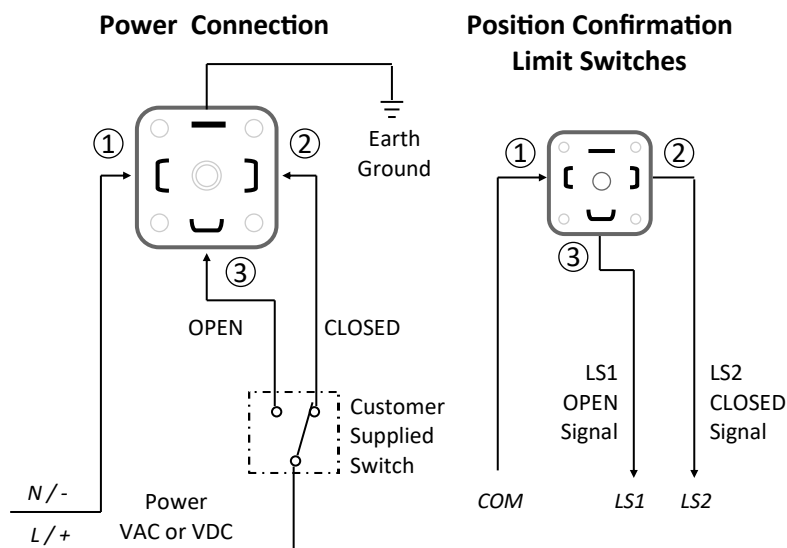 Power Connection
Position Confirmation
Limit Switches
①
②
Earth
Ground
③
OPEN
CLOSED
Customer
Supplied
Switch
N / -
L / +
Power
VAC or VDC
①
②
③
LS1
OPEN
Signal
LS2
CLOSED
Signal
COM
LS1
LS2